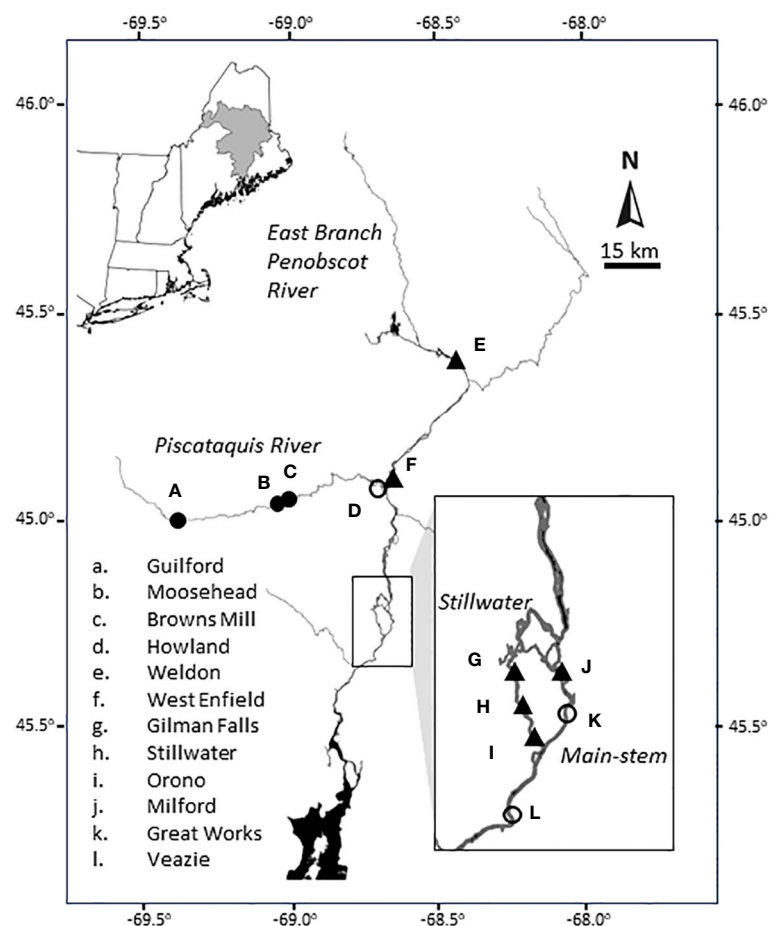 -69.5° -69.0° -68.5° -68.0°
46.0° 46.0°
N
15 km
East Branch
Penobscot
River
45.5° 45.5°
E
Piscataquis River
F
A B C
D
45.0° 45.0°
a. Guilford
b. Moosehead
c. Browns Mill
d. Howland
e. Weldon
f. West Enfield
g. Gilman Falls
h. Stillwater
i. Orono
j. Milford
k. Great Works
l. Veazie
Stillwater
G J
H K
I Main-stem
L
45.5° 45.5°
-69.5° -69.0° -68.5° -68.0°